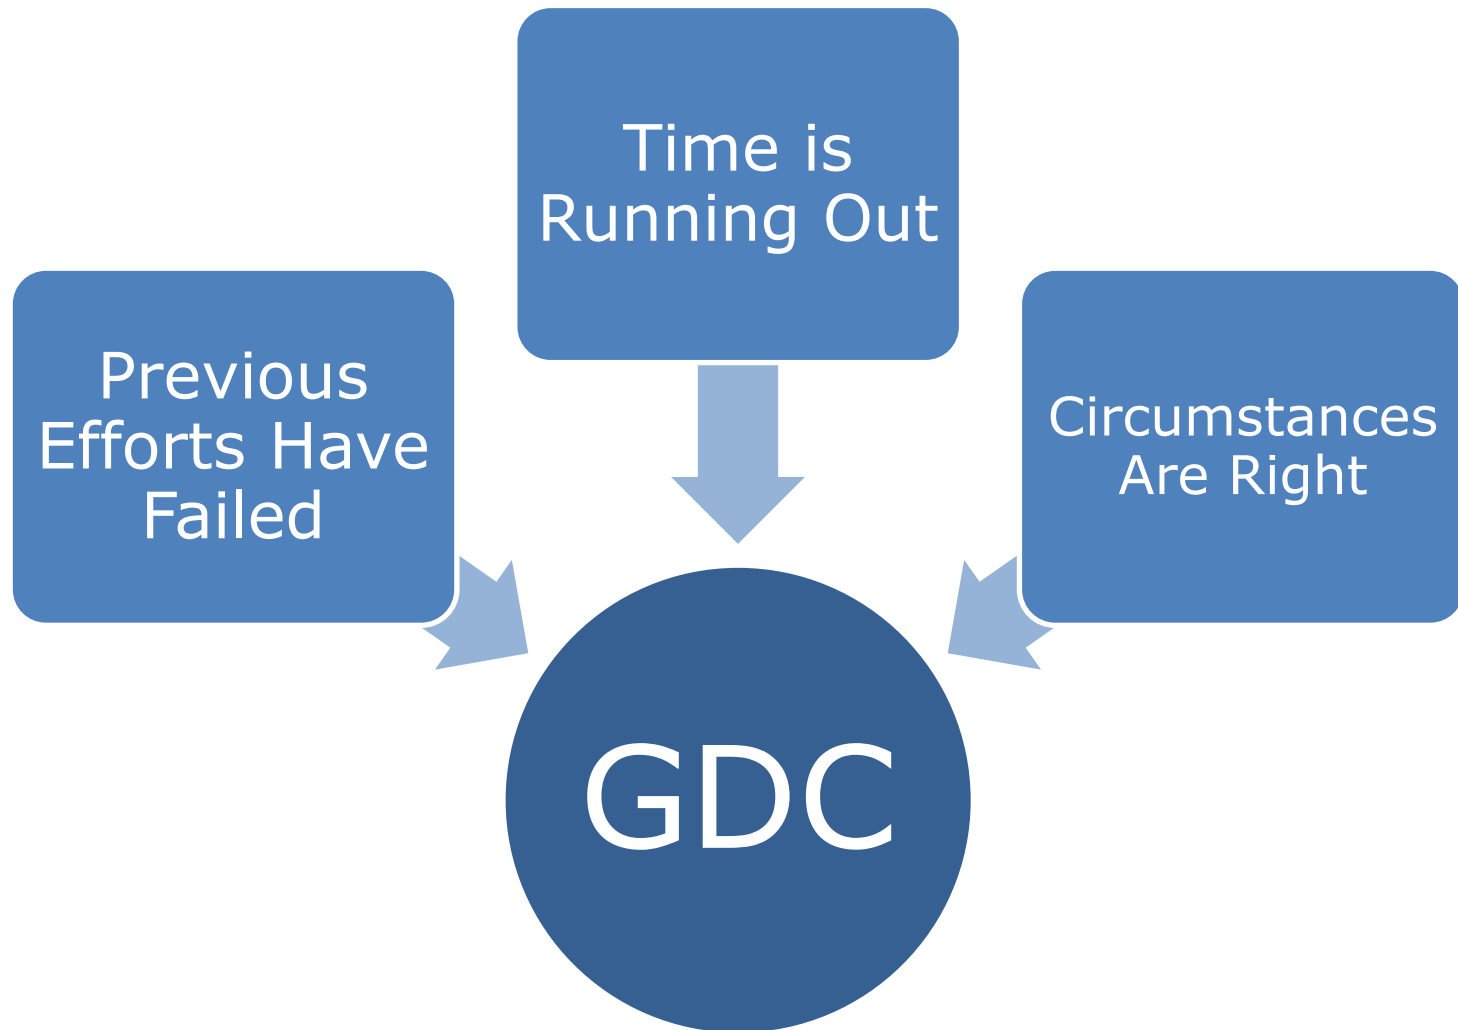 Time is
Running Out
Previous
Efforts Have
Failed
Circumstances
Are Right
GDC